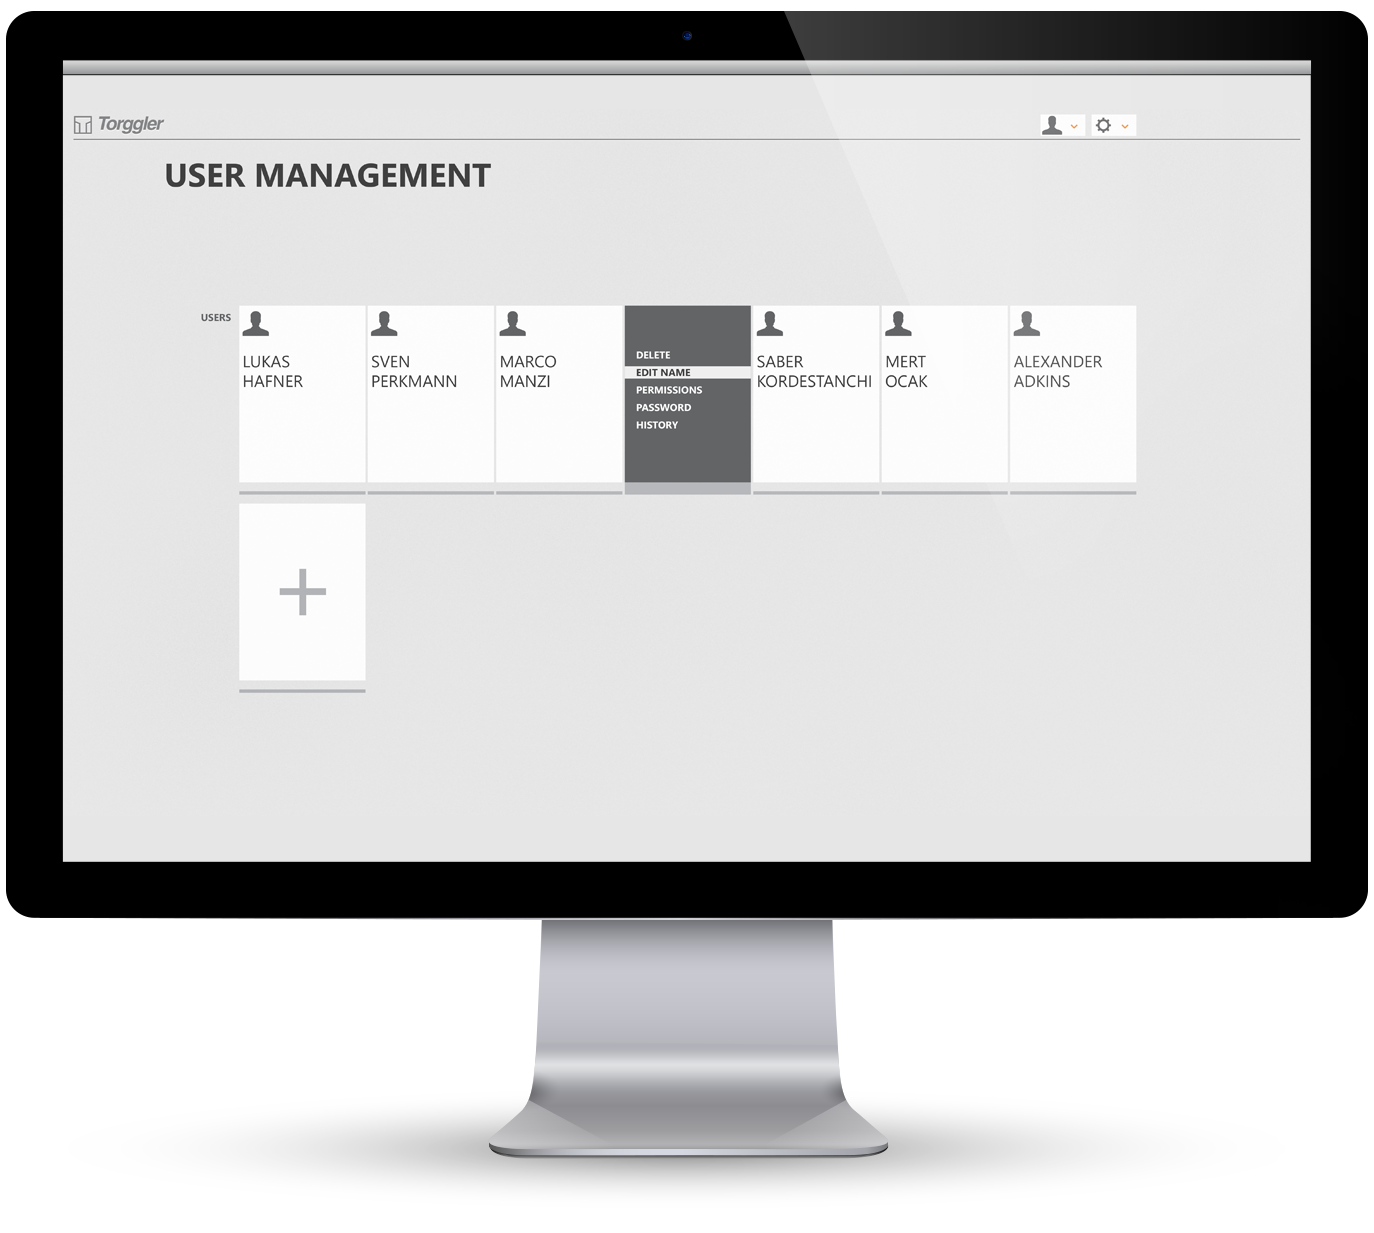 Torggler
USER MANAGEMENT
USERS
LUKAS
HAFNER
SVEN
PERKMANN
MARCO
MANZI
DELETE
EDIT NAME
PERMISSIONS
PASSWORD
HISTORY
SABER
KORDESTANCHI
MERT
OCAK
ALEXANDER
ADKINS